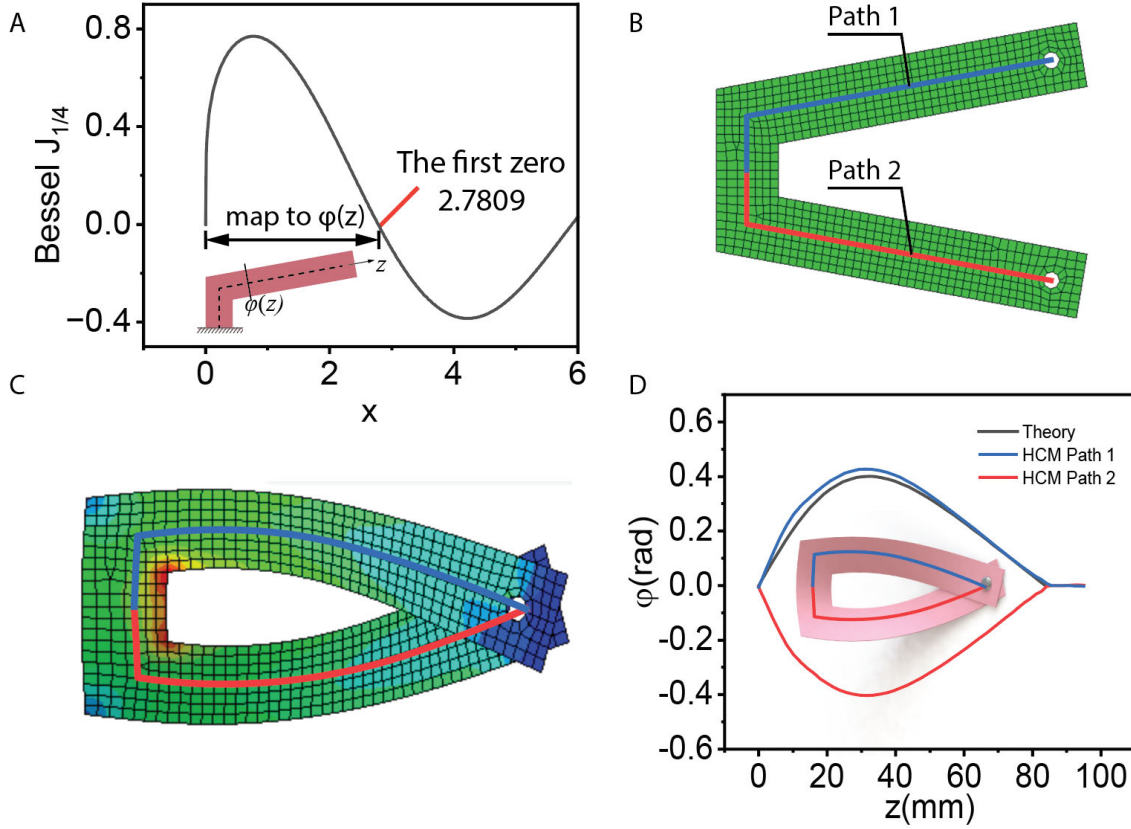 A
Bessel J1/4
0.8
0.4
0.0
−0.4
The first zero
2.7809
map to φ(z)
z
φ(z)
0
2
4
6
x
B
Path 1
Path 2
C
D
φ(rad)
0.6
0.4
0.2
0.0
-0.2
-0.4
-0.6
Theory
HCM Path 1
HCM Path 2
0
20
40
60
80
100
z(mm)